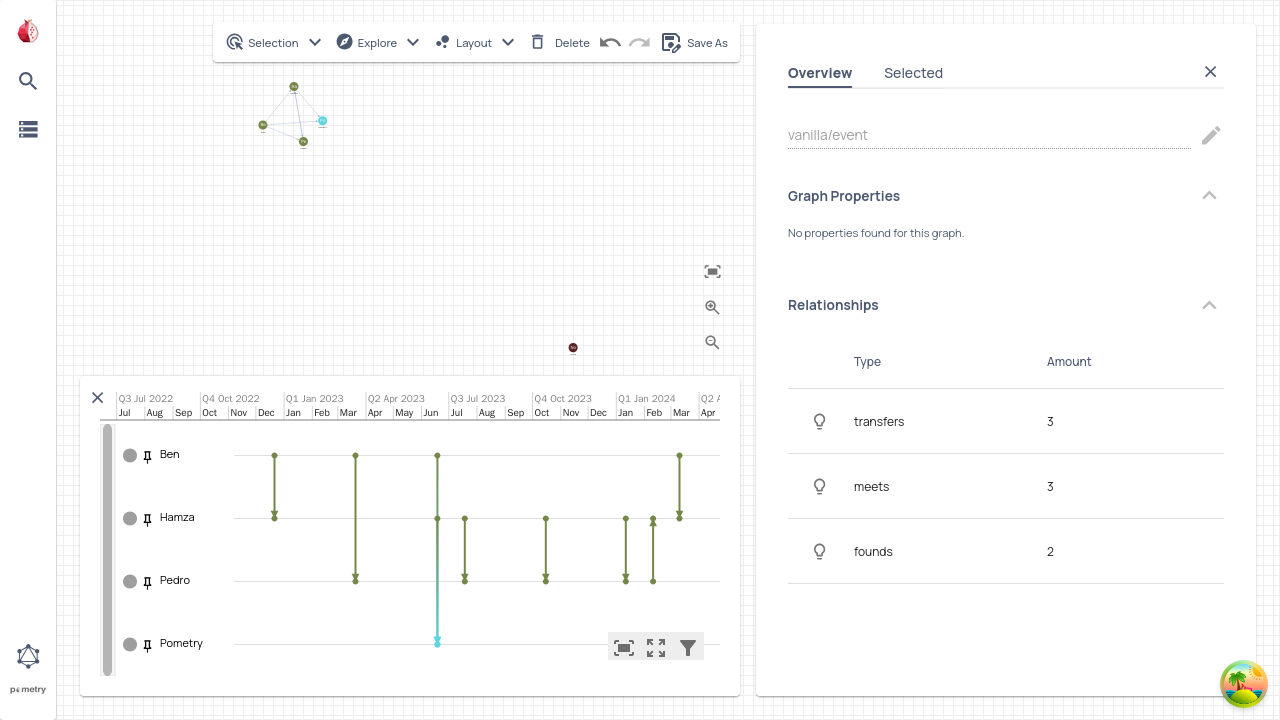 Selection Explore Layout Delete Save As
Overview Selected
vanilla/event
Graph Properties
No properties found for this graph.
Relationships
Type Amount
transfers 3
meets 3
founds 2
Q3 Jul 2022 Q4 Oct 2022 Q1 Jan 2023 Q2 Apr 2023 Q3 Jul 2023 Q4 Oct 2023 Q1 Jan 2024 Q2 A
Jul Aug Sep Oct Nov Dec Jan Feb Mar Apr May Jun Jul Aug Sep Oct Nov Dec Jan Feb Mar Apr
Ben
Hamza
Pedro
Pometry
pometry